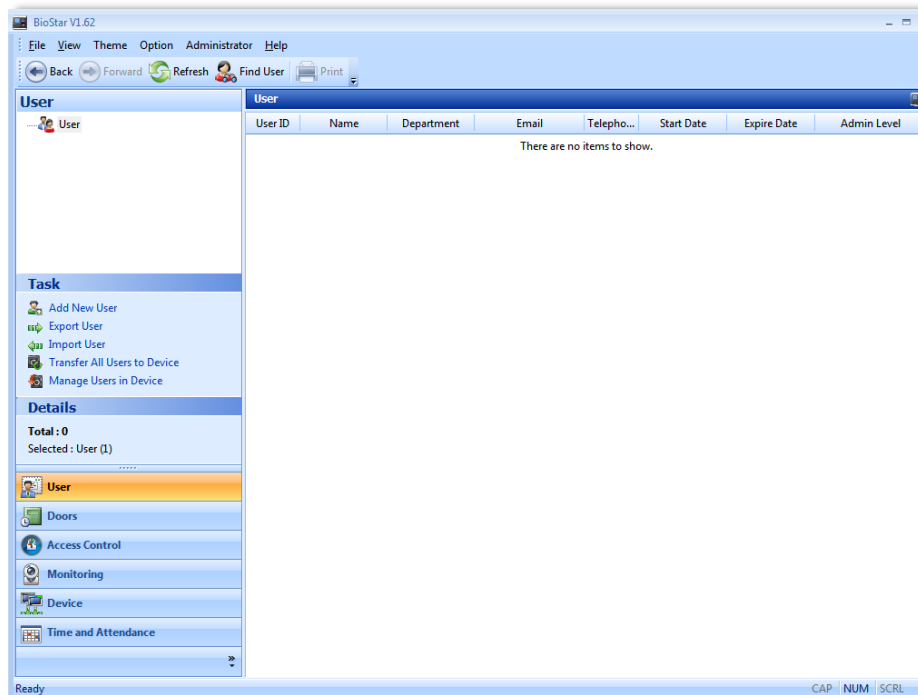 BioStar V1.62
File View Theme Option Administrator Help
Back Forward Refresh Find User Print
User
User
Task
Add New User
Export User
Import User
Transfer All Users to Device
Manage Users in Device
Details
Total : 0
Selected : User (1)
User
Doors
Access Control
Monitoring
Device
Time and Attendance
User
User ID Name Department Email Telepho... Start Date Expire Date Admin Level
There are no items to show.
Ready CAP NUM SCRL